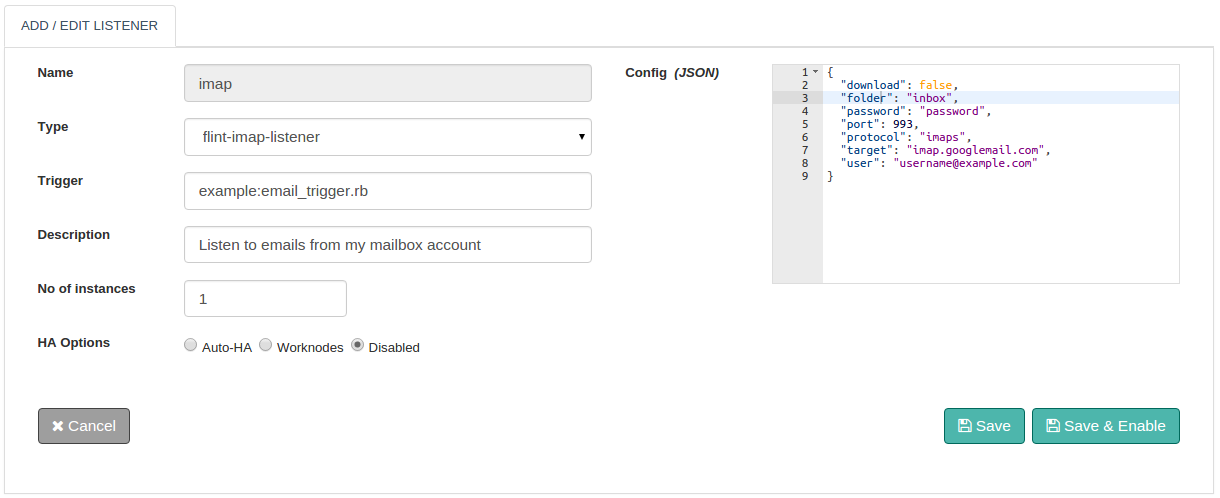 ADD / EDIT LISTENER
Name
imap
Type
flint-imap-listener
Trigger
example:email_trigger.rb
Description
Listen to emails from my mailbox account
No of instances
1
HA Options
Auto-HA Worknodes Disabled
Config (JSON)
1 {
2 "download": false,
3 "folder": "inbox",
4 "password": "password",
5 "port": 993,
6 "protocol": "imaps",
7 "target": "imap.googlemail.com",
8 "user": "username@example.com"
9 }
Cancel
Save
Save & Enable